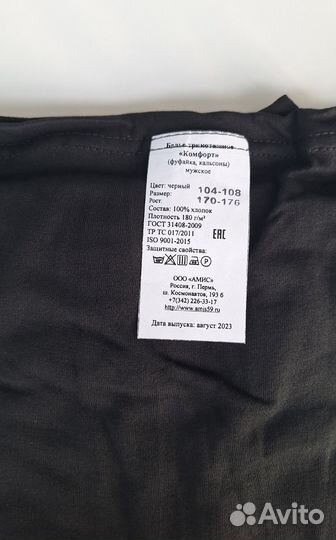 Белье трикотажное
«Комфорт»
(фуфайка, кальсоны)
мужское
Цвет: черный
Размер: 104-108
Рост 170-176
Состав: 100% хлопок
Плотность 180 г/м²
ГОСТ 31408-2009
ТР ТС 017/2011
ISO 9001-2015
EAC
Защитные свойства:
ООО «АМИС»
Россия, г. Пермь,
ш. Космонавтов, 193 б
+7(342) 226-33-17
http://www.amis59.ru
Дата выпуска: август 2023
Avito